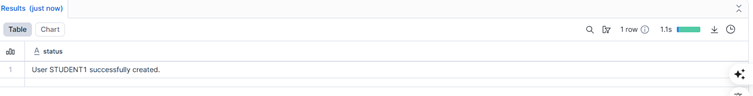 Results (just now)
Table Chart 1 row 1.1s
A status
1 User STUDENT1 successfully created.